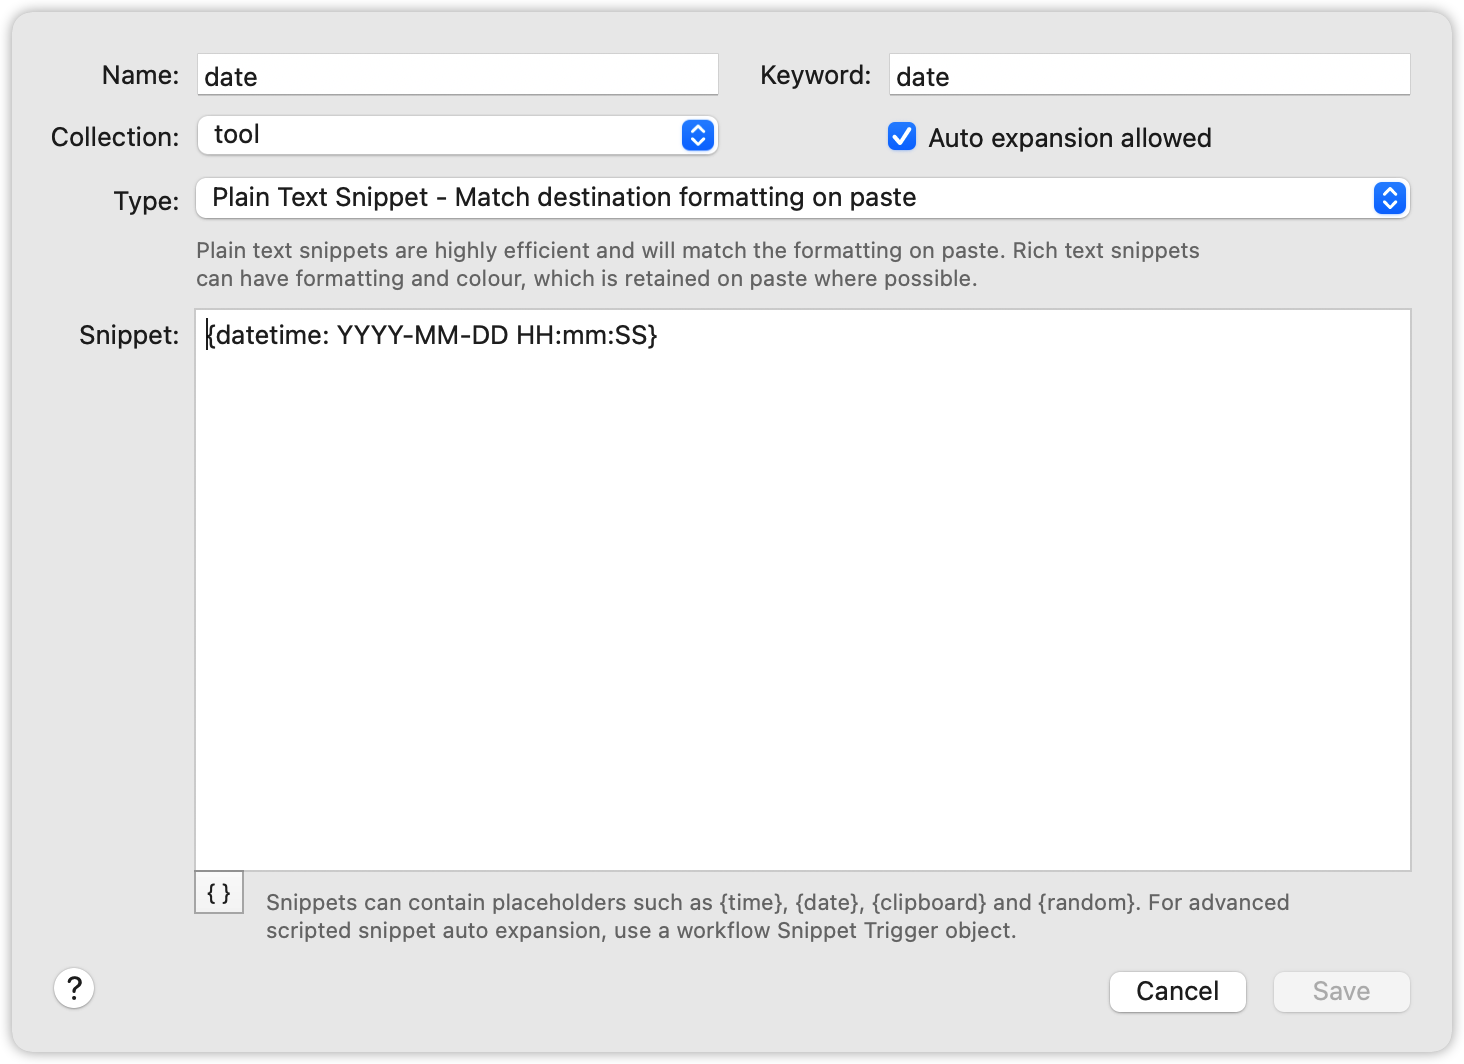 Name: date Keyword: date
Collection: tool Auto expansion allowed
Type: Plain Text Snippet - Match destination formatting on paste
Plain text snippets are highly efficient and will match the formatting on paste. Rich text snippets
can have formatting and colour, which is retained on paste where possible.
Snippet: {datetime: YYYY-MM-DD HH:mm:SS}
{ } Snippets can contain placeholders such as {time}, {date}, {clipboard} and {random}. For advanced
scripted snippet auto expansion, use a workflow Snippet Trigger object.
? Cancel Save